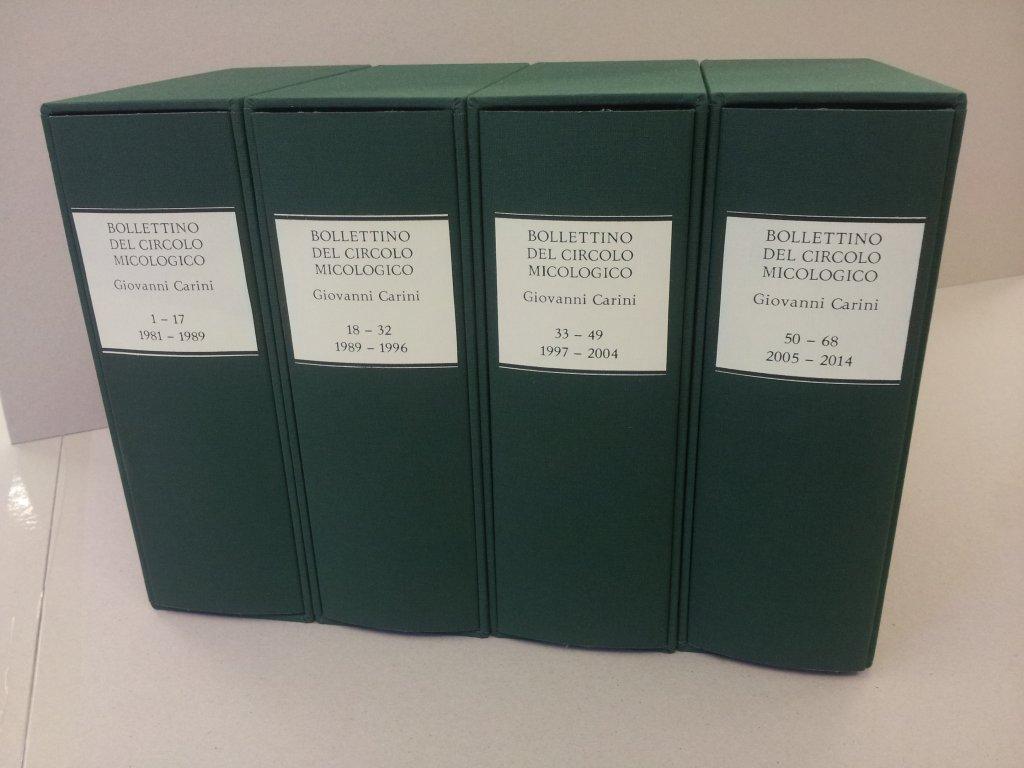 BOLLETTINO
DEL CIRCOLO
MICOLOGICO
Giovanni Carini
1 – 17
1981 – 1989
BOLLETTINO
DEL CIRCOLO
MICOLOGICO
Giovanni Carini
18 – 32
1989 – 1996
BOLLETTINO
DEL CIRCOLO
MICOLOGICO
Giovanni Carini
33 – 49
1997 – 2004
BOLLETTINO
DEL CIRCOLO
MICOLOGICO
Giovanni Carini
50 – 68
2005 – 2014